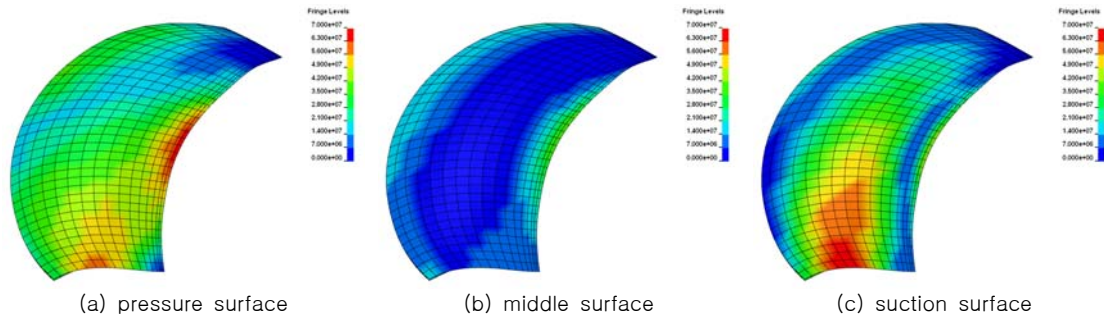 Fringe Levels
7.000e+07
6.300e+07
5.600e+07
4.900e+07
4.200e+07
3.500e+07
2.800e+07
2.100e+07
1.400e+07
7.000e+06
0.000e+00
Fringe Levels
7.000e+07
6.300e+07
5.600e+07
4.900e+07
4.200e+07
3.500e+07
2.800e+07
2.100e+07
1.400e+07
7.000e+06
0.000e+00
Fringe Levels
7.000e+07
6.300e+07
5.600e+07
4.900e+07
4.200e+07
3.500e+07
2.800e+07
2.100e+07
1.400e+07
7.000e+06
0.000e+00
(a) pressure surface
(b) middle surface
(c) suction surface